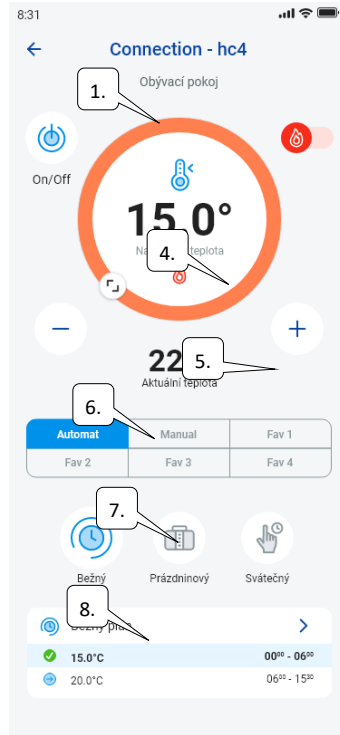 8:31
Connection - hc4
1.
Obývací pokoj
On/Off
15.0°
4.
teplota
22
5.
Aktuální teplota
6.
Automat
Manual
Fav 1
Fav 2
Fav 3
Fav 4
7.
Bežný
Prázdninový
Svátečný
8.
15.0°C
00⁰⁰ - 06⁰⁰
20.0°C
06⁰⁰ - 15³⁰